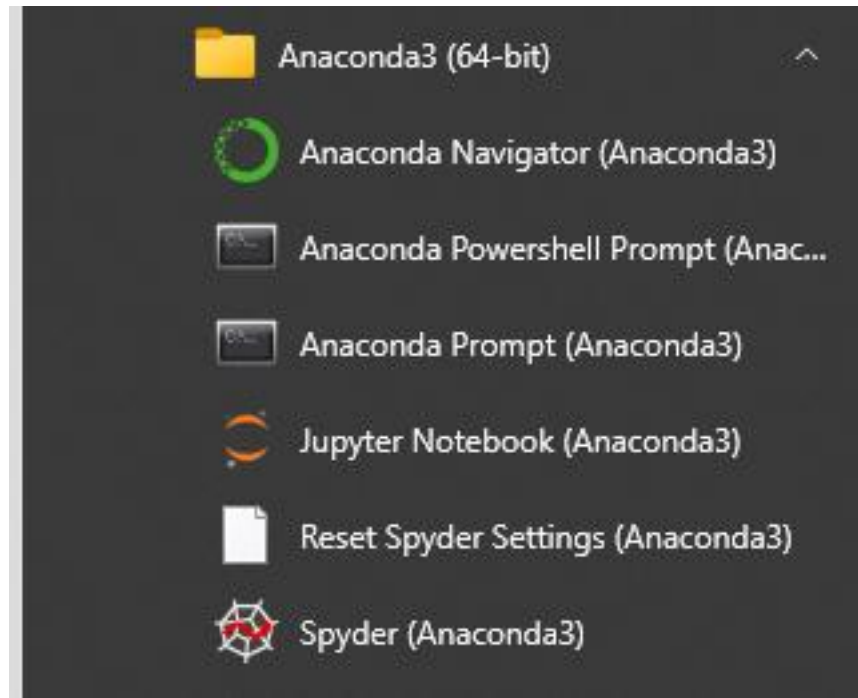 Anaconda3 (64-bit)
Anaconda Navigator (Anaconda3)
Anaconda Powershell Prompt (Anac...
Anaconda Prompt (Anaconda3)
Jupyter Notebook (Anaconda3)
Reset Spyder Settings (Anaconda3)
Spyder (Anaconda3)